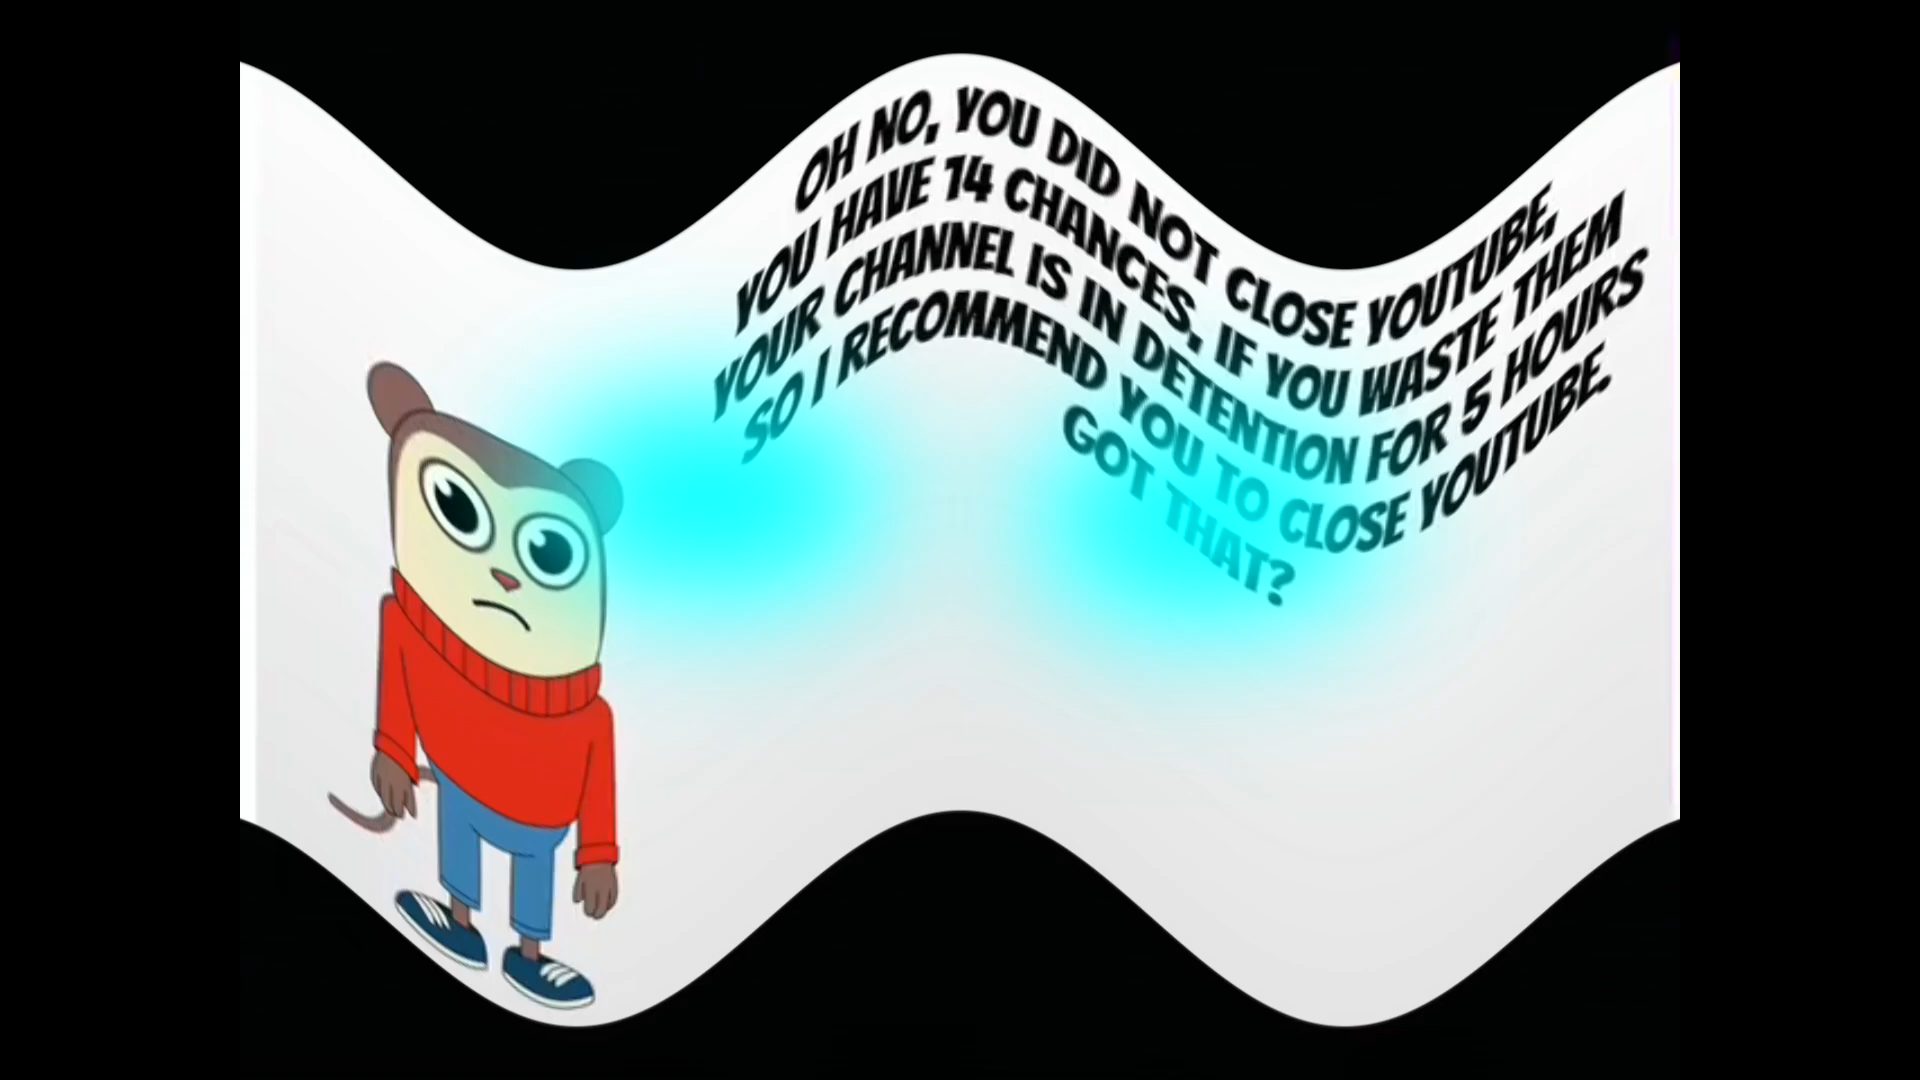 OH NO, YOU DID NOT CLOSE YOUTUBE,
YOU HAVE 14 CHANCES, IF YOU WASTE THEM
YOUR CHANNEL IS IN DETENTION FOR 5 HOURS
SO I RECOMMEND YOU TO CLOSE YOUTUBE.
GOT THAT?